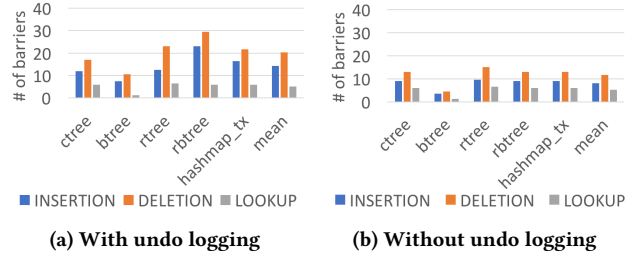 # of barriers
40
30
20
10
0
ctree
btree
rtree
rbtree
hashmap_tx
mean
INSERTION DELETION LOOKUP
(a) With undo logging
# of barriers
40
30
20
10
0
ctree
btree
rtree
rbtree
hashmap_tx
mean
INSERTION DELETION LOOKUP
(b) Without undo logging